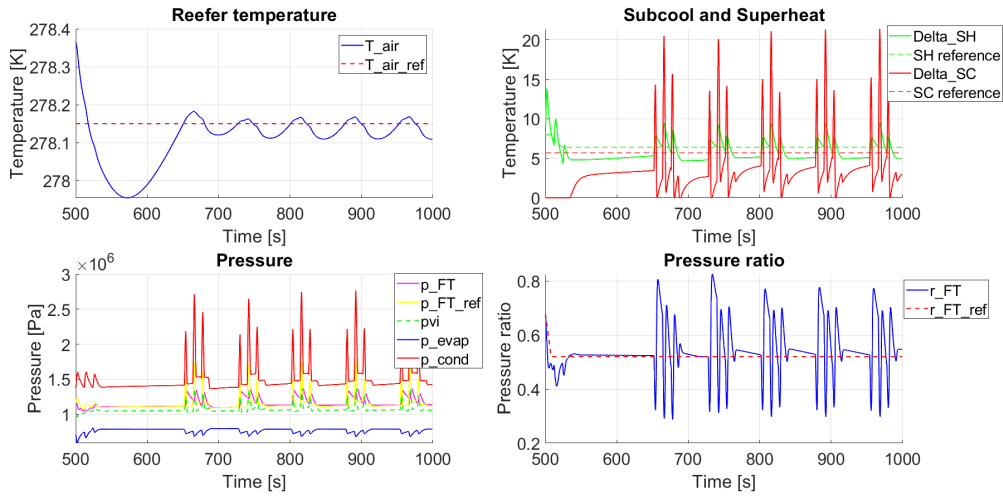 Reefer temperature
Temperature [K]
278.4
278.3
278.2
278.1
278
500 600 700 800 900 1000
Time [s]
T_air
T_air_ref
Subcool and Superheat
Temperature [K]
20
15
10
5
0
500 600 700 800 900 1000
Time [s]
Delta_SH
SH reference
Delta_SC
SC reference
Pressure
×10^6
Pressure [Pa]
3
2.5
2
1.5
1
500 600 700 800 900 1000
Time [s]
p_FT
p_FT_ref
pvi
p_evap
p_cond
Pressure ratio
Pressure ratio
0.8
0.6
0.4
0.2
500 600 700 800 900 1000
Time [s]
r_FT
r_FT_ref